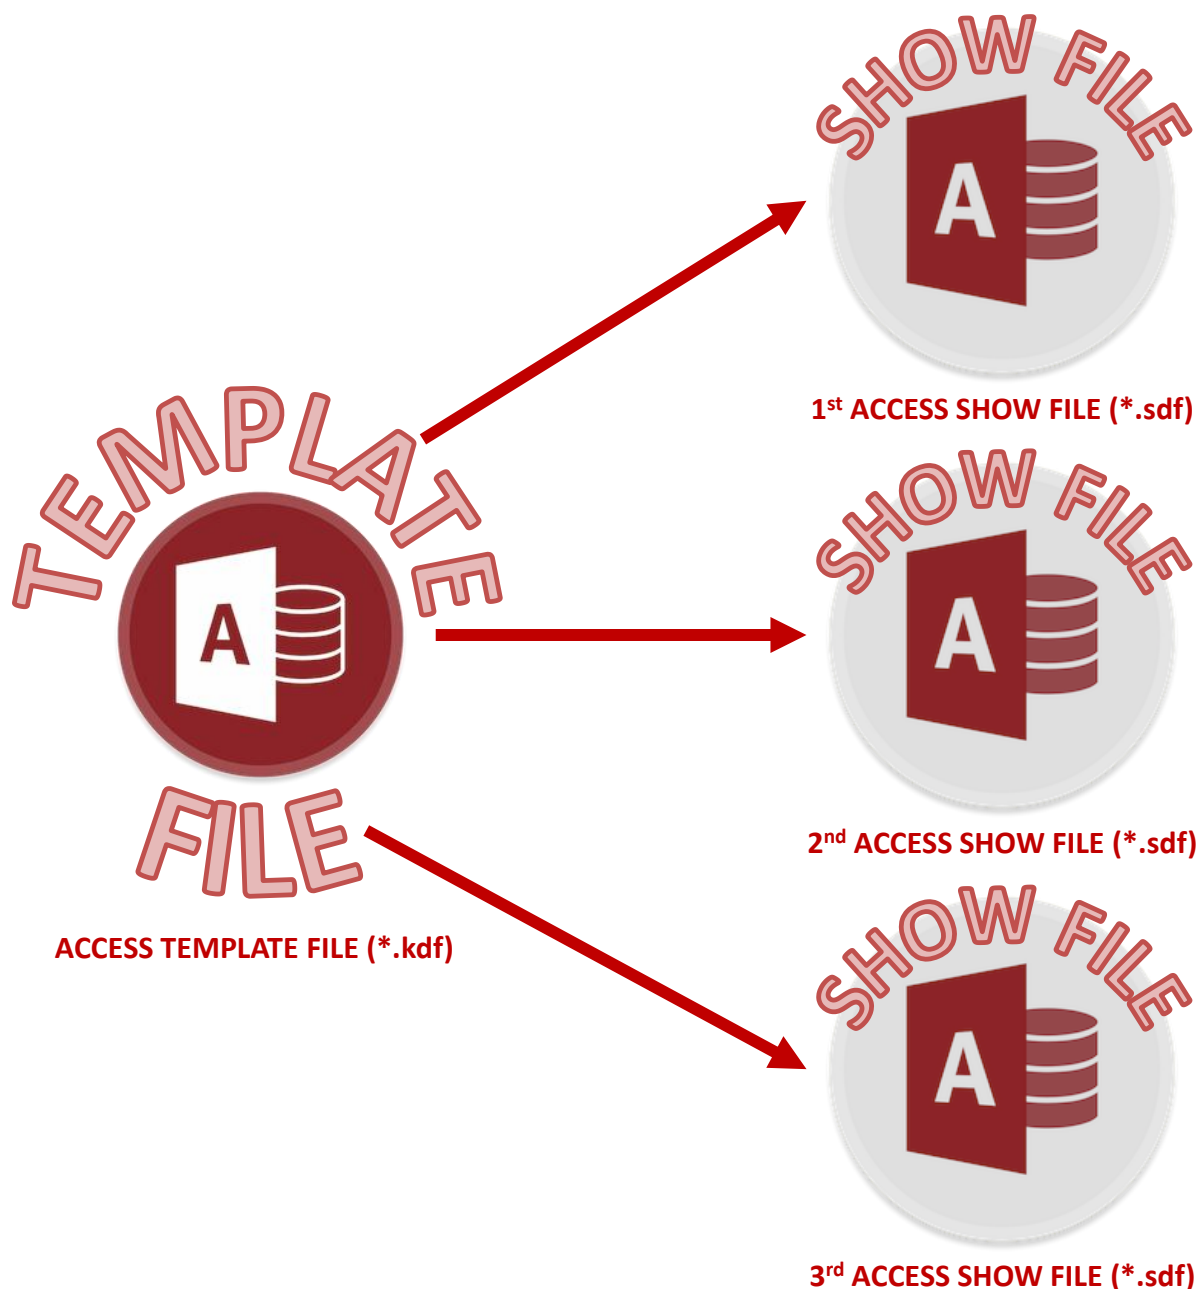 SHOW FILE
A
1st ACCESS SHOW FILE (*.sdf)
TEMPLATE
A
FILE
ACCESS TEMPLATE FILE (*.kdf)
SHOW FILE
A
2nd ACCESS SHOW FILE (*.sdf)
SHOW FILE
A
3rd ACCESS SHOW FILE (*.sdf)